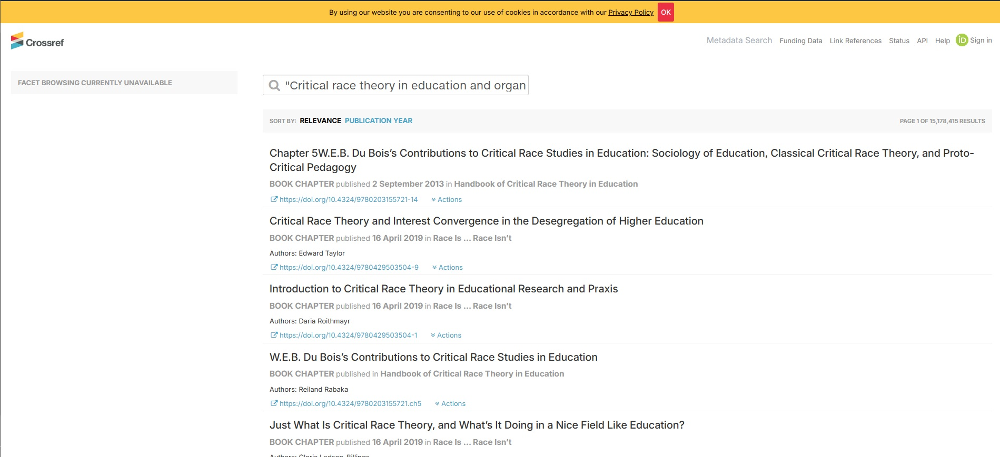 By using our website you are consenting to our use of cookies in accordance with our Privacy Policy OK
Crossref
Metadata Search Funding Data Link References Status API Help iD Sign in
FACET BROWSING CURRENTLY UNAVAILABLE
"Critical race theory in education and organ
SORT BY: RELEVANCE PUBLICATION YEAR
PAGE 1 OF 15,178,415 RESULTS
Chapter 5W.E.B. Du Bois’s Contributions to Critical Race Studies in Education: Sociology of Education, Classical Critical Race Theory, and Proto-
Critical Pedagogy
BOOK CHAPTER published 2 September 2013 in Handbook of Critical Race Theory in Education
https://doi.org/10.4324/9780203155721-14 Actions
Critical Race Theory and Interest Convergence in the Desegregation of Higher Education
BOOK CHAPTER published 16 April 2019 in Race Is ... Race Isn’t
Authors: Edward Taylor
https://doi.org/10.4324/9780429503504-9 Actions
Introduction to Critical Race Theory in Educational Research and Praxis
BOOK CHAPTER published 16 April 2019 in Race Is ... Race Isn’t
Authors: Daria Roithmayr
https://doi.org/10.4324/9780429503504-1 Actions
W.E.B. Du Bois’s Contributions to Critical Race Studies in Education
BOOK CHAPTER published in Handbook of Critical Race Theory in Education
Authors: Reiland Rabaka
https://doi.org/10.4324/9780203155721.ch5 Actions
Just What Is Critical Race Theory, and What’s It Doing in a Nice Field Like Education?
BOOK CHAPTER published 16 April 2019 in Race Is ... Race Isn’t
Authors: Gloria Ladson-Billings